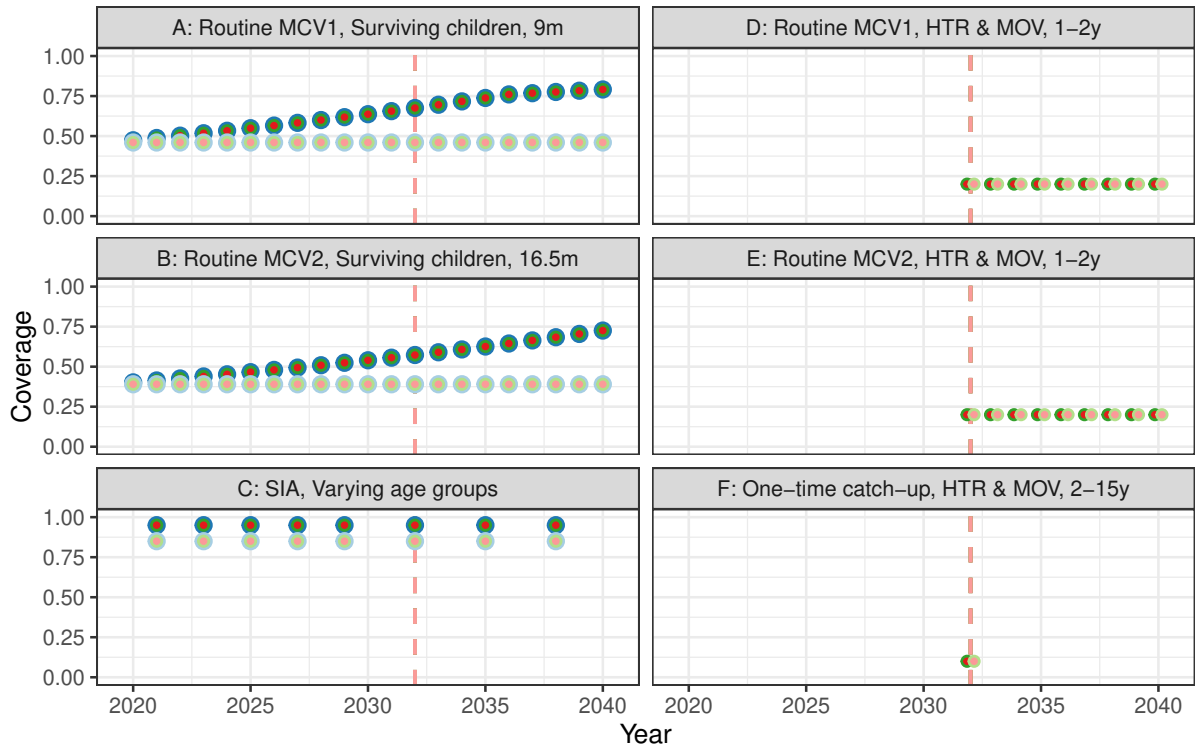 A: Routine MCV1, Surviving children, 9m
D: Routine MCV1, HTR & MOV, 1−2y
1.00
0.75
0.50
0.25
0.00
B: Routine MCV2, Surviving children, 16.5m
E: Routine MCV2, HTR & MOV, 1−2y
1.00
0.75
0.50
0.25
0.00
Coverage
C: SIA, Varying age groups
F: One−time catch−up, HTR & MOV, 2−15y
1.00
0.75
0.50
0.25
0.00
2020 2025 2030 2035 2040 2020 2025 2030 2035 2040
Year